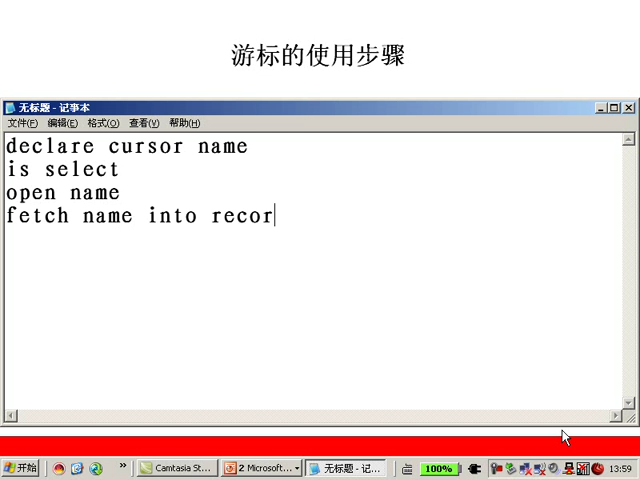 游标的使用步骤
无标题 - 记事本
文件(F) 编辑(E) 格式(O) 查看(V) 帮助(H)
declare cursor name
is select
open name
fetch name into recor
开始 » Camtasia St... 2 Microsoft... 无标题 - 记... 100% 13:59